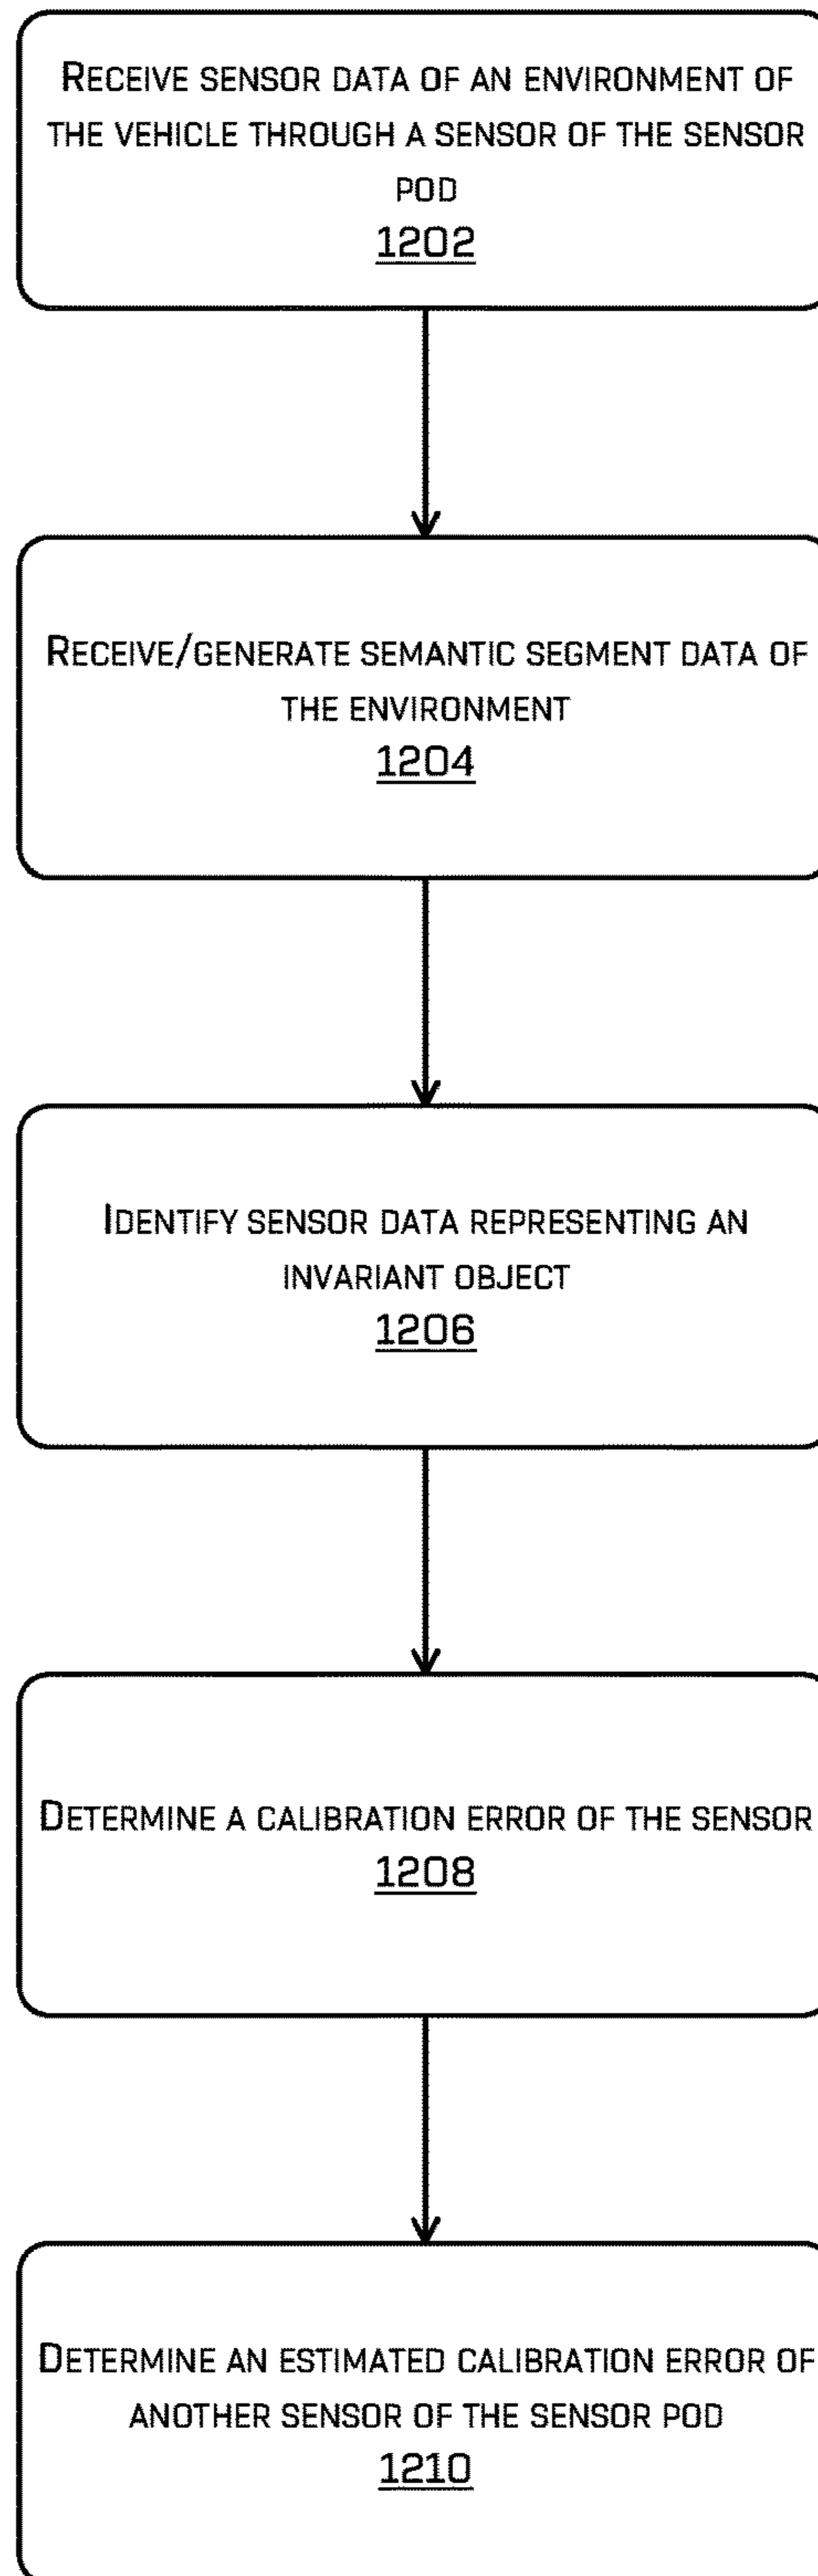 Receive sensor data of an environment of
the vehicle through a sensor of the sensor
pod
1202
Receive/generate semantic segment data of
the environment
1204
Identify sensor data representing an
invariant object
1206
Determine a calibration error of the sensor
1208
Determine an estimated calibration error of
another sensor of the sensor pod
1210